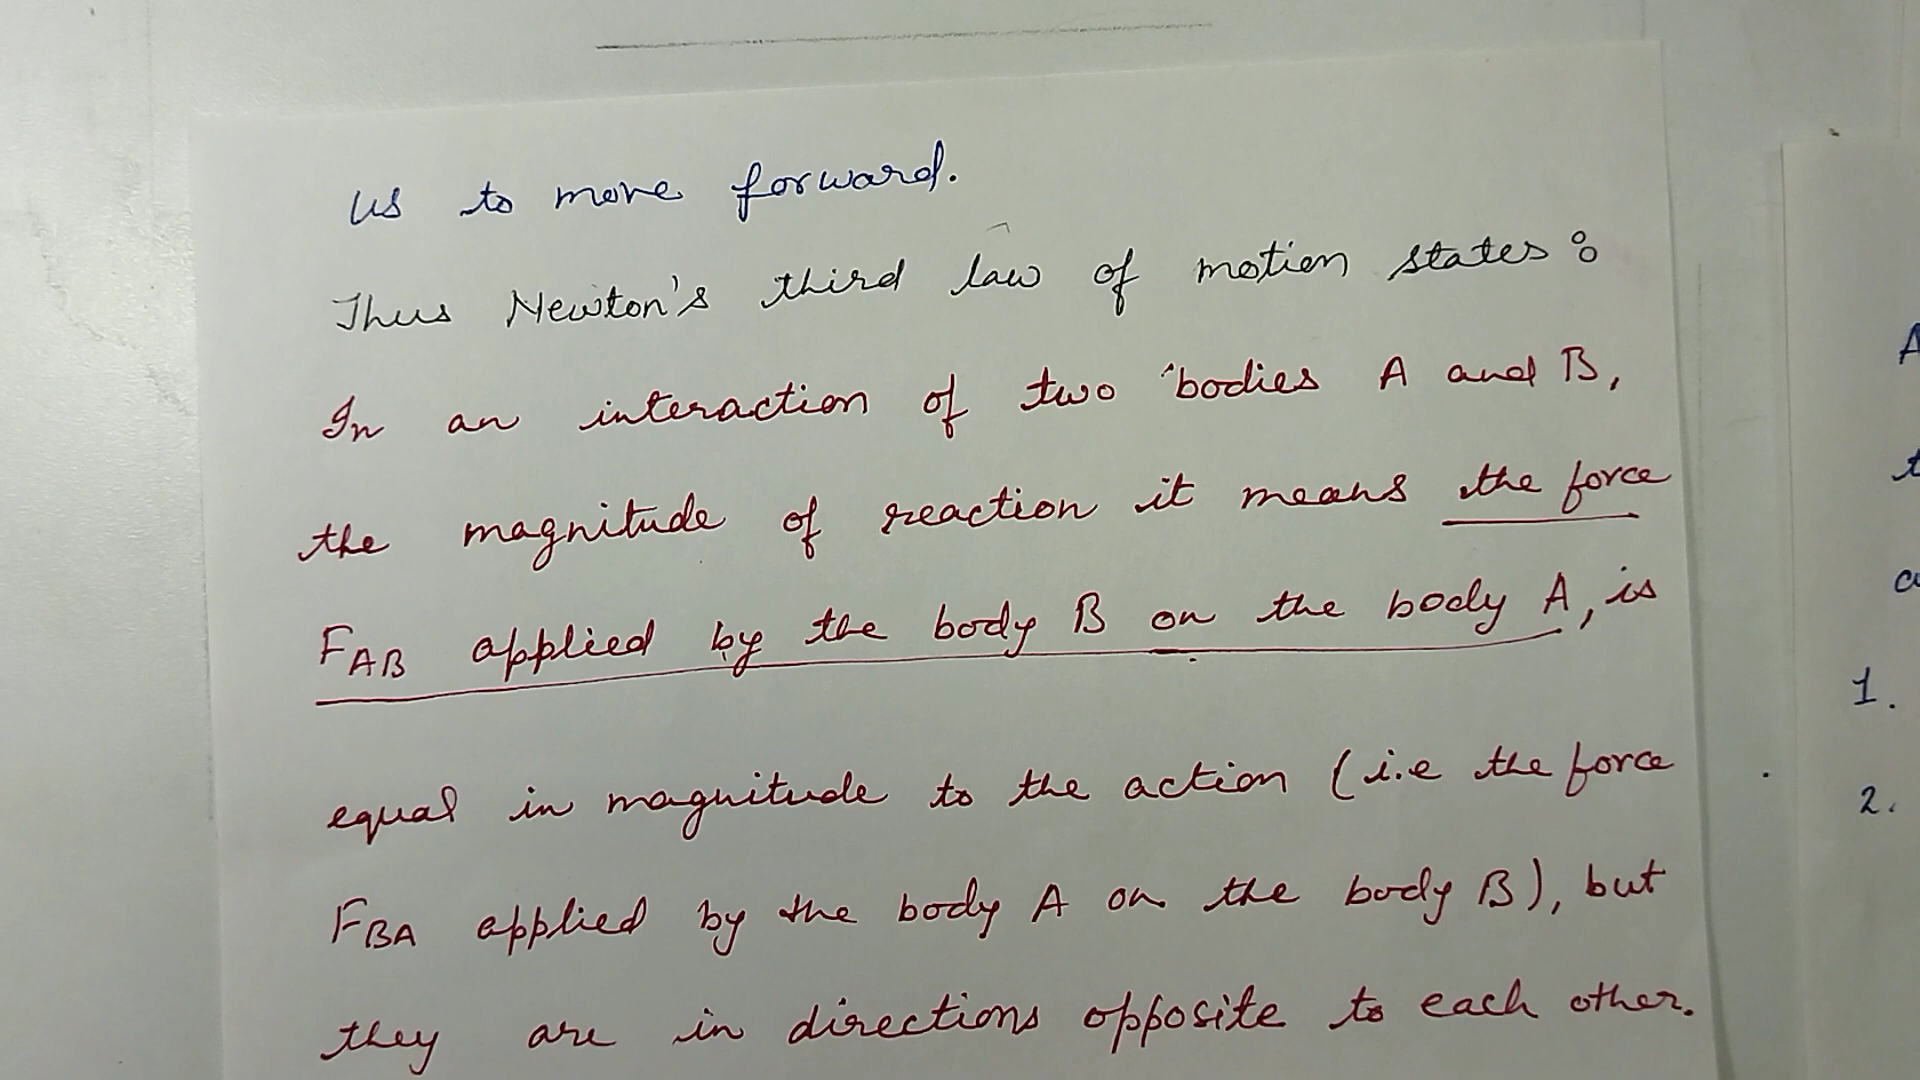 us to move forward.
Thus Newton's third law of motion states :
In an interaction of two bodies A and B,
the magnitude of reaction it means the force
FAB applied by the body B on the body A, is
equal in magnitude to the action (i.e the force
FBA applied by the body A on the body B), but
they are in directions opposite to each other.
A
t
1.
2.